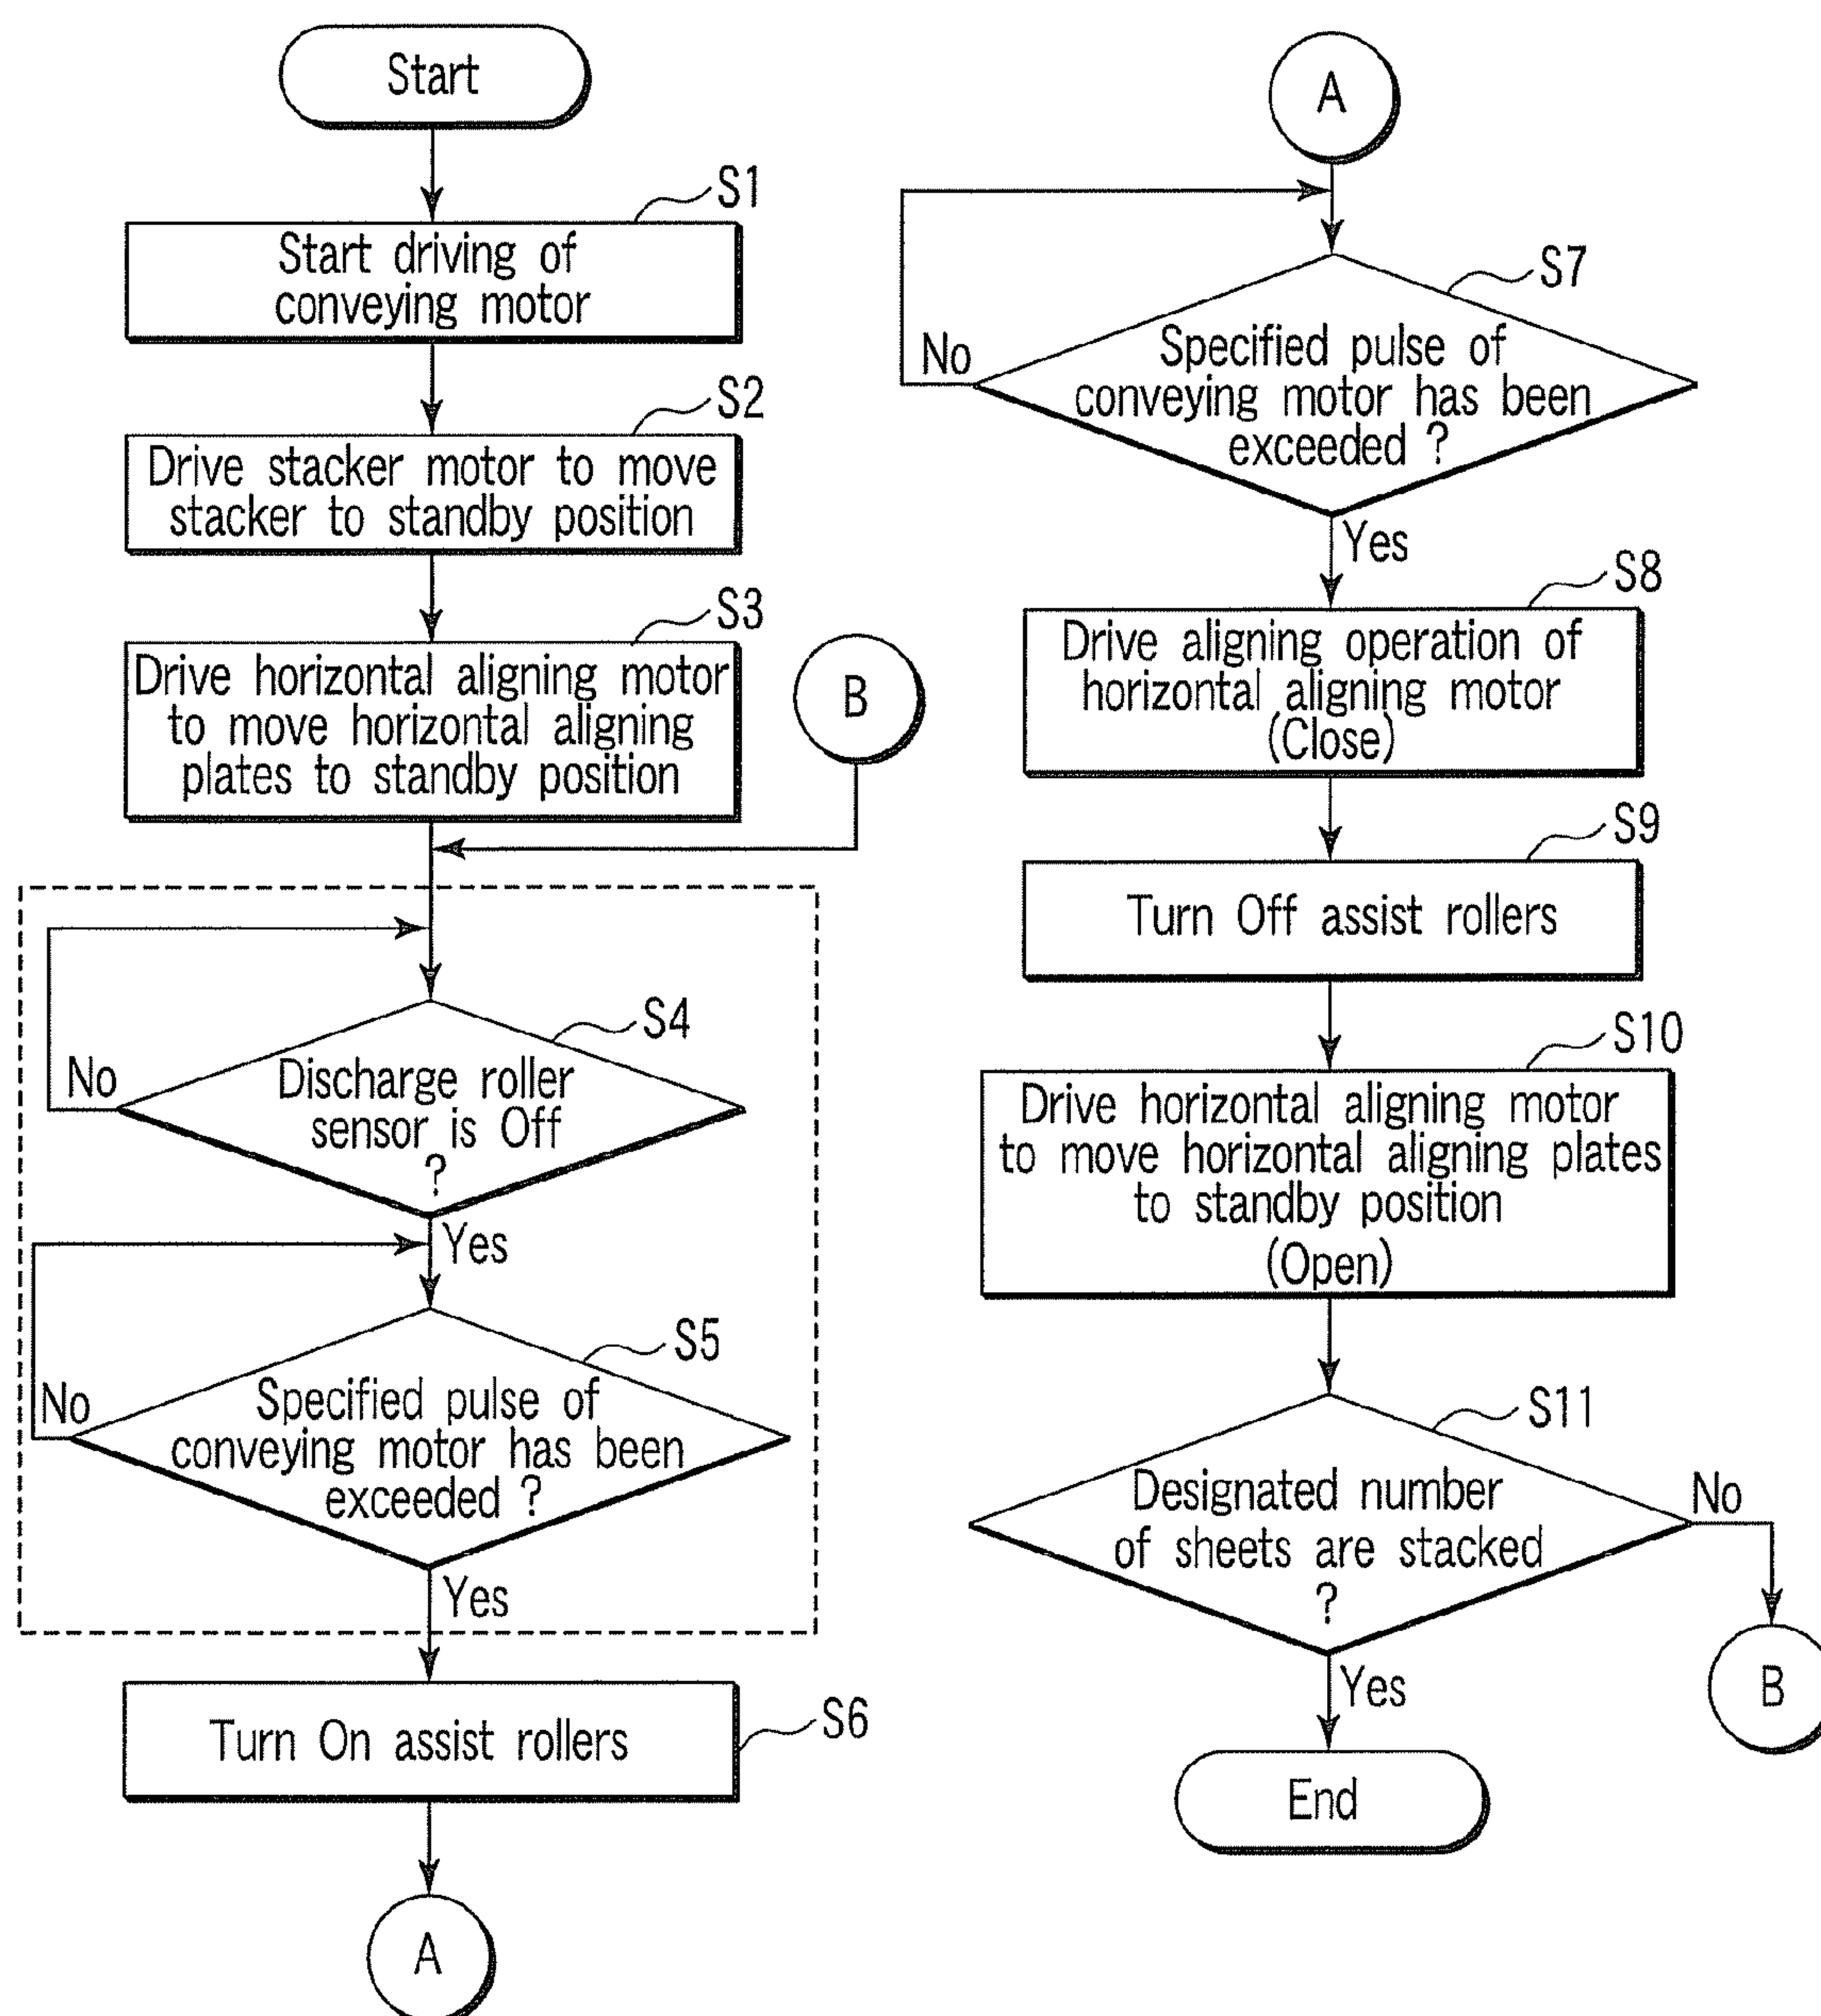 Start
S1
Start driving of
conveying motor
S2
Drive stacker motor to move
stacker to standby position
S3
Drive horizontal aligning motor
to move horizontal aligning
plates to standby position
B
S4
No
Discharge roller
sensor is Off
?
Yes
S5
No
Specified pulse of
conveying motor has been
exceeded ?
Yes
S6
Turn On assist rollers
A
A
S7
No
Specified pulse of
conveying motor has been
exceeded ?
Yes
S8
Drive aligning operation of
horizontal aligning motor
(Close)
S9
Turn Off assist rollers
S10
Drive horizontal aligning motor
to move horizontal aligning plates
to standby position
(Open)
S11
No
Designated number
of sheets are stacked
?
Yes
B
End